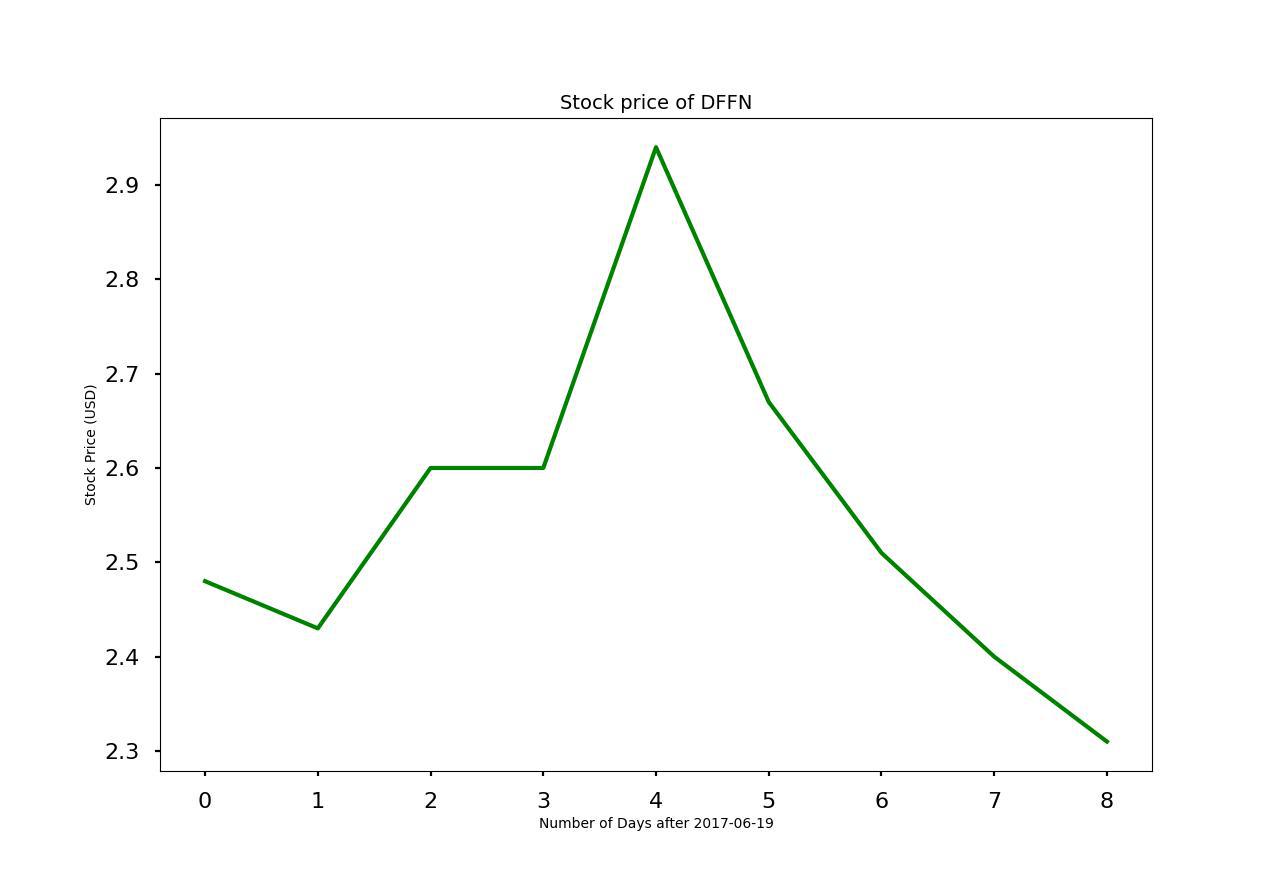 Stock price of DFFN
Stock Price (USD)
2.9
2.8
2.7
2.6
2.5
2.4
2.3
0 1 2 3 4 5 6 7 8
Number of Days after 2017-06-19